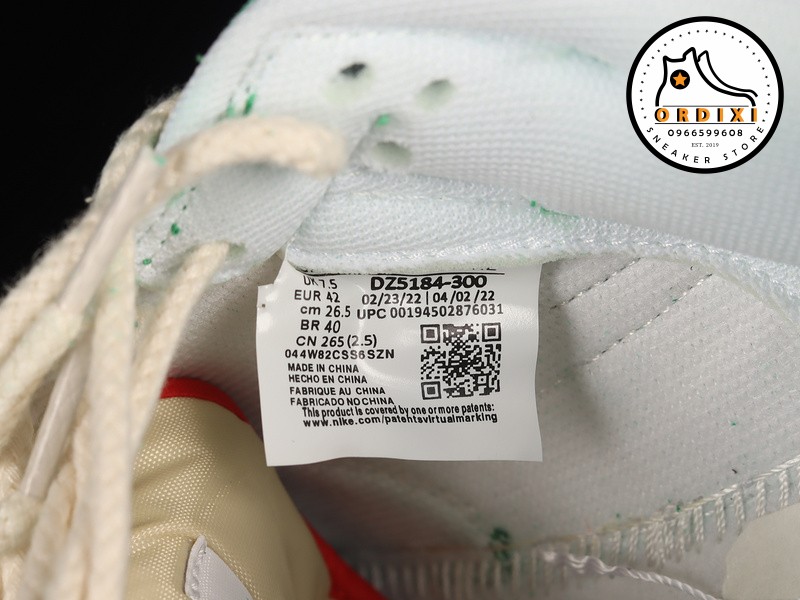 ORDIXI
0966599608
EST. 2019
SNEAKER STORE
UK 7.5 DZ5184-300
EUR 42 02/23/22 | 04/02/22
cm 26.5 UPC 00194502876031
BR 40
CN 265 (2.5)
044W82CSS6SZN
MADE IN CHINA
HECHO EN CHINA
FABRIQUE AU CHINA
FABRICADO NO CHINA
This product is covered by one or more patents:
www.nike.com/patentsvirtualmarking